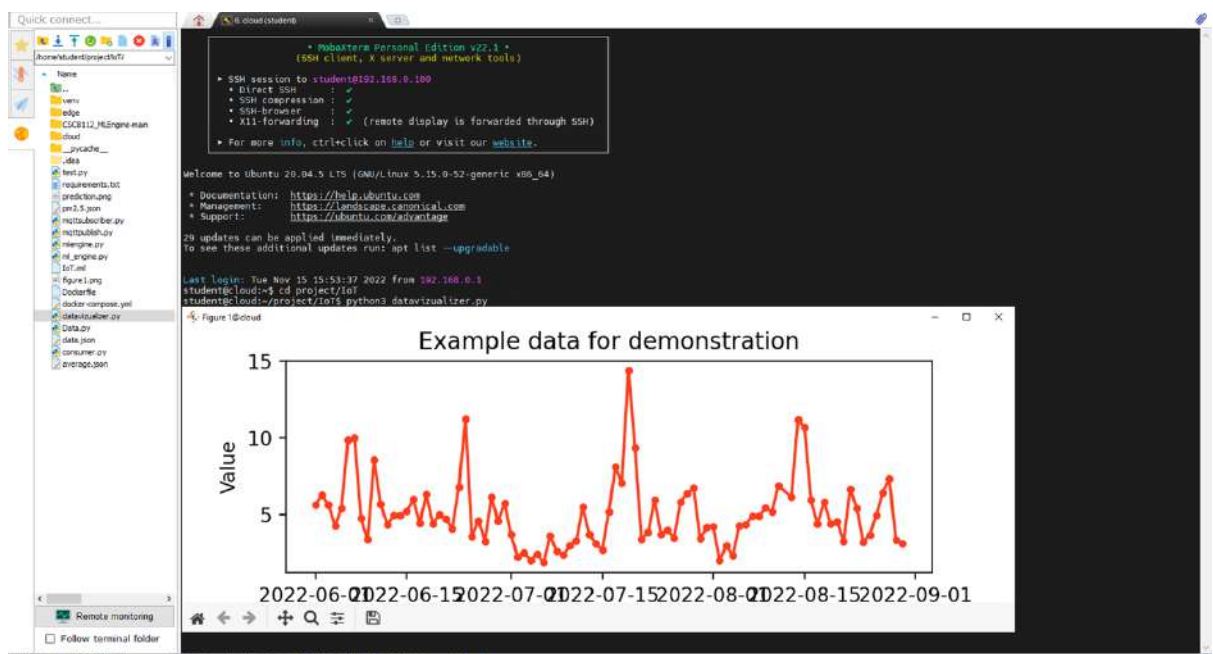 Quick connect...
6. cloud (student)
/home/student/project/IoT/
Name
..
venv
edge
CSCB112_MLEngine-main
cloud
__pycache__
.idea
test.py
requirements.txt
prediction.png
pm2.5.json
mqttsubscriber.py
mqttpublish.py
mlengine.py
ml_engine.py
IoT.iml
figure1.png
Dockerfile
docker-compose.yml
datavizualizer.py
Data.py
data.json
consumer.py
average.json
Remote monitoring
Follow terminal folder
• MobaXterm Personal Edition v22.1 •
(SSH client, X server and network tools)
► SSH session to student@192.168.0.100
• Direct SSH : ✔
• SSH compression : ✔
• SSH-browser : ✔
• X11-forwarding : ✔ (remote display is forwarded through SSH)
► For more info, ctrl+click on help or visit our website.
Welcome to Ubuntu 20.04.5 LTS (GNU/Linux 5.15.0-52-generic x86_64)
* Documentation: https://help.ubuntu.com
* Management: https://landscape.canonical.com
* Support: https://ubuntu.com/advantage
29 updates can be applied immediately.
To see these additional updates run: apt list --upgradable
Last login: Tue Nov 15 15:53:37 2022 from 192.168.0.1
student@cloud:~$ cd project/IoT
student@cloud:~/project/IoT$ python3 datavizualizer.py
Figure 1@cloud
Example data for demonstration
Value
15
10
5
2022-06-01 2022-06-15 2022-07-01 2022-07-15 2022-08-01 2022-08-15 2022-09-01